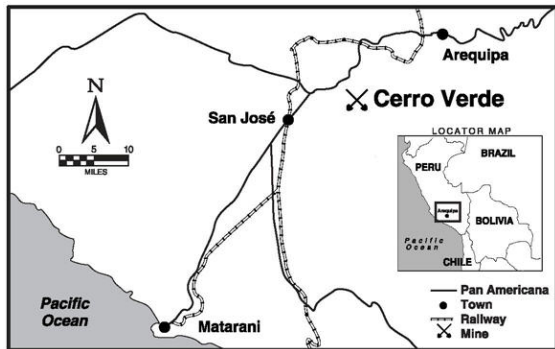 Arequipa
N
Cerro Verde
San José
0 5 10
MILES
LOCATOR MAP
BRAZIL
PERU
Arequipa
BOLIVIA
Pacific
Ocean
CHILE
Pacific
Ocean
Matarani
Pan Americana
Town
Railway
Mine